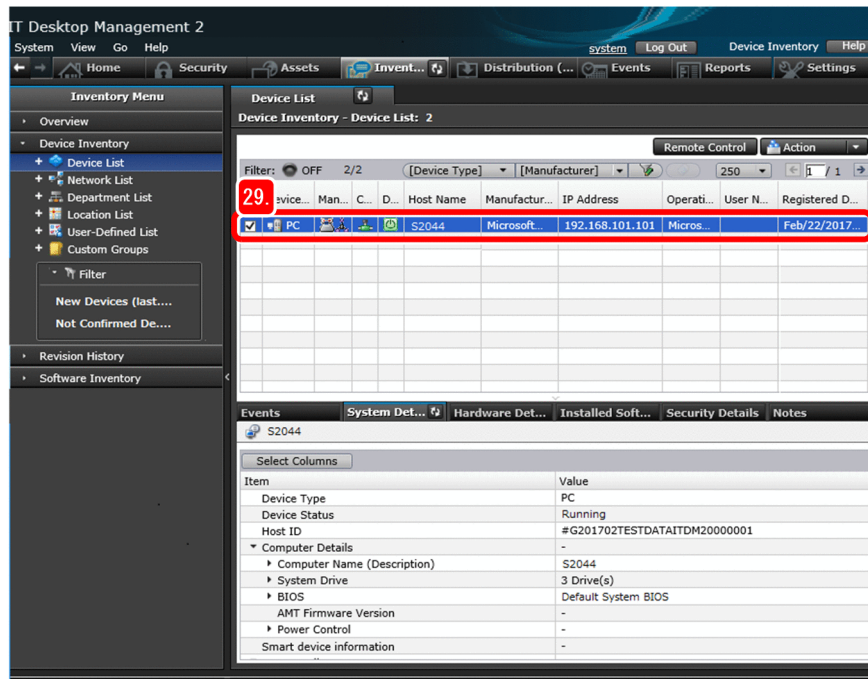 IT Desktop Management 2
System View Go Help
system Log Out Device Inventory Help
Home Security Assets Invent... Distribution (... Events Reports Settings
Inventory Menu
Overview
Device Inventory
Device List
Network List
Department List
Location List
User-Defined List
Custom Groups
Filter
New Devices (last....
Not Confirmed De....
Revision History
Software Inventory
Device List
Device Inventory - Device List: 2
Remote Control Action
Filter: OFF 2/2 [Device Type] [Manufacturer] 250 1 / 1
29. evice... Man... C... D... Host Name Manufactur... IP Address Operati... User N... Registered D...
PC S2044 Microsoft... 192.168.101.101 Micros... Feb/22/2017...
Events System Det... Hardware Det... Installed Soft... Security Details Notes
S2044
Select Columns
Item Value
Device Type PC
Device Status Running
Host ID #G201702TESTDATAITDM20000001
Computer Details -
Computer Name (Description) S2044
System Drive 3 Drive(s)
BIOS Default System BIOS
AMT Firmware Version -
Power Control -
Smart device information -